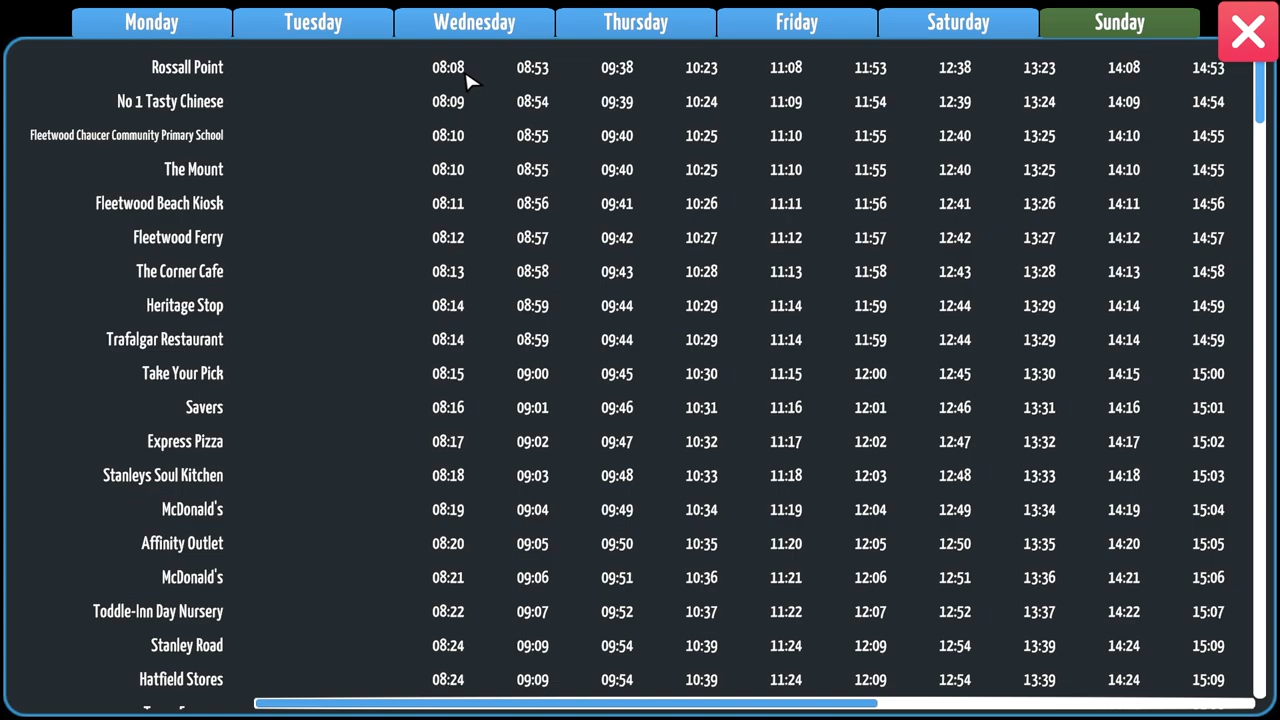 Monday Tuesday Wednesday Thursday Friday Saturday Sunday
Rossall Point 08:08 08:53 09:38 10:23 11:08 11:53 12:38 13:23 14:08 14:53
No 1 Tasty Chinese 08:09 08:54 09:39 10:24 11:09 11:54 12:39 13:24 14:09 14:54
Fleetwood Chaucer Community Primary School 08:10 08:55 09:40 10:25 11:10 11:55 12:40 13:25 14:10 14:55
The Mount 08:10 08:55 09:40 10:25 11:10 11:55 12:40 13:25 14:10 14:55
Fleetwood Beach Kiosk 08:11 08:56 09:41 10:26 11:11 11:56 12:41 13:26 14:11 14:56
Fleetwood Ferry 08:12 08:57 09:42 10:27 11:12 11:57 12:42 13:27 14:12 14:57
The Corner Cafe 08:13 08:58 09:43 10:28 11:13 11:58 12:43 13:28 14:13 14:58
Heritage Stop 08:14 08:59 09:44 10:29 11:14 11:59 12:44 13:29 14:14 14:59
Trafalgar Restaurant 08:14 08:59 09:44 10:29 11:14 11:59 12:44 13:29 14:14 14:59
Take Your Pick 08:15 09:00 09:45 10:30 11:15 12:00 12:45 13:30 14:15 15:00
Savers 08:16 09:01 09:46 10:31 11:16 12:01 12:46 13:31 14:16 15:01
Express Pizza 08:17 09:02 09:47 10:32 11:17 12:02 12:47 13:32 14:17 15:02
Stanleys Soul Kitchen 08:18 09:03 09:48 10:33 11:18 12:03 12:48 13:33 14:18 15:03
McDonald's 08:19 09:04 09:49 10:34 11:19 12:04 12:49 13:34 14:19 15:04
Affinity Outlet 08:20 09:05 09:50 10:35 11:20 12:05 12:50 13:35 14:20 15:05
McDonald's 08:21 09:06 09:51 10:36 11:21 12:06 12:51 13:36 14:21 15:06
Toddle-Inn Day Nursery 08:22 09:07 09:52 10:37 11:22 12:07 12:52 13:37 14:22 15:07
Stanley Road 08:24 09:09 09:54 10:39 11:24 12:09 12:54 13:39 14:24 15:09
Hatfield Stores 08:24 09:09 09:54 10:39 11:24 12:09 12:54 13:39 14:24 15:09